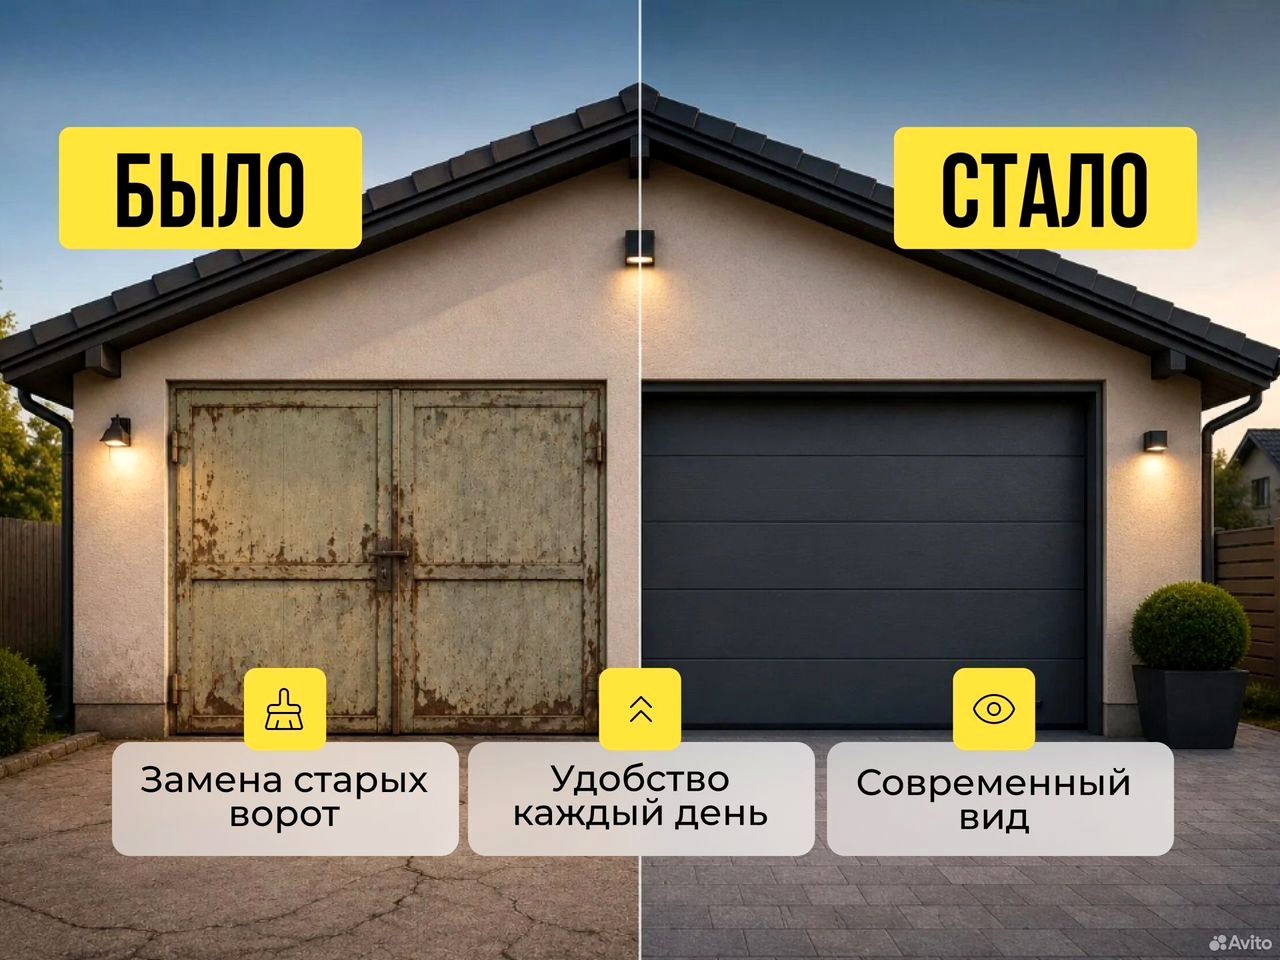 БЫЛО
СТАЛО
Замена старых
ворот
Удобство
каждый день
Современный
вид
Avito